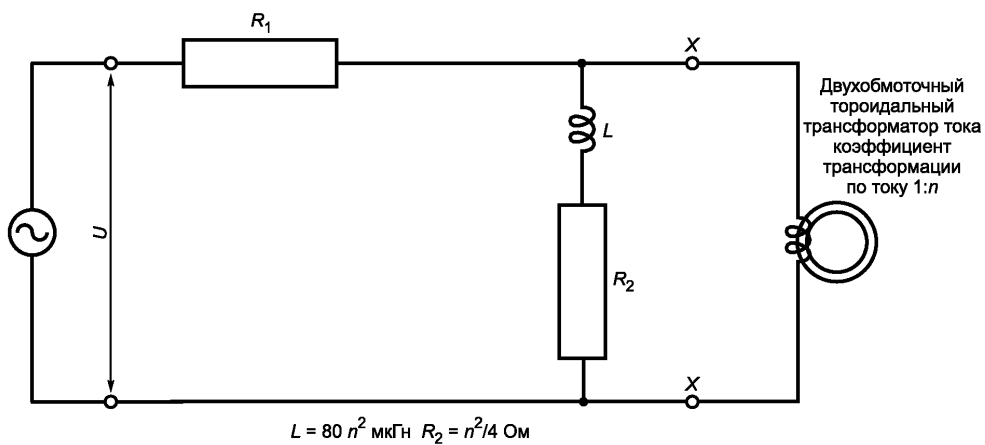 R1
X
L
Двухобмоточный
тороидальный
трансформатор тока
коэффициент
трансформации
по току 1:n
U
R2
X
L = 80 n² мкГн R2 = n²/4 Ом